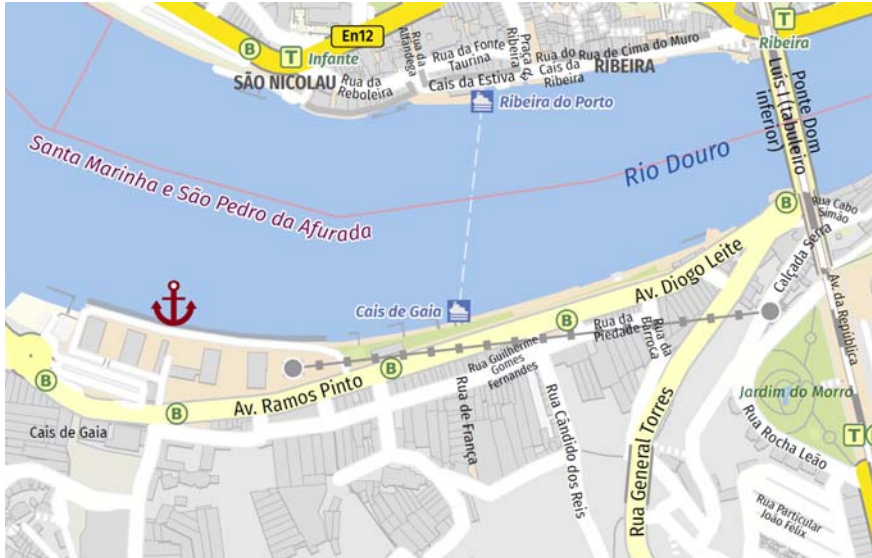 En12
B
T
Infante
SÃO NICOLAU
Rua da
Reboleira
Rua da
Alfândega
Rua da Fonte
Taurina
Cais da Estiva
Praça da
Ribeira
Rua do
Cais da
Ribeira
Rua de Cima do Muro
RIBEIRA
T
Ribeira
Ribeira do Porto
Ponte Dom
Luís I (tabuleiro
inferior)
Rio Douro
Santa Marinha e São Pedro da Afurada
B
Rua Cabo
Simão
Calçada Serra
Av. da República
Av. Diogo Leite
Cais de Gaia
B
Rua da
Piedade
Rua da
Barroca
Rua Guilherme
Gomes
Fernandes
B
Av. Ramos Pinto
B
B
Cais de Gaia
Rua de França
Rua Cândido dos Reis
Rua General Torres
Jardim do Morro
T
Rua Rocha Leão
Rua Particular
João Félix